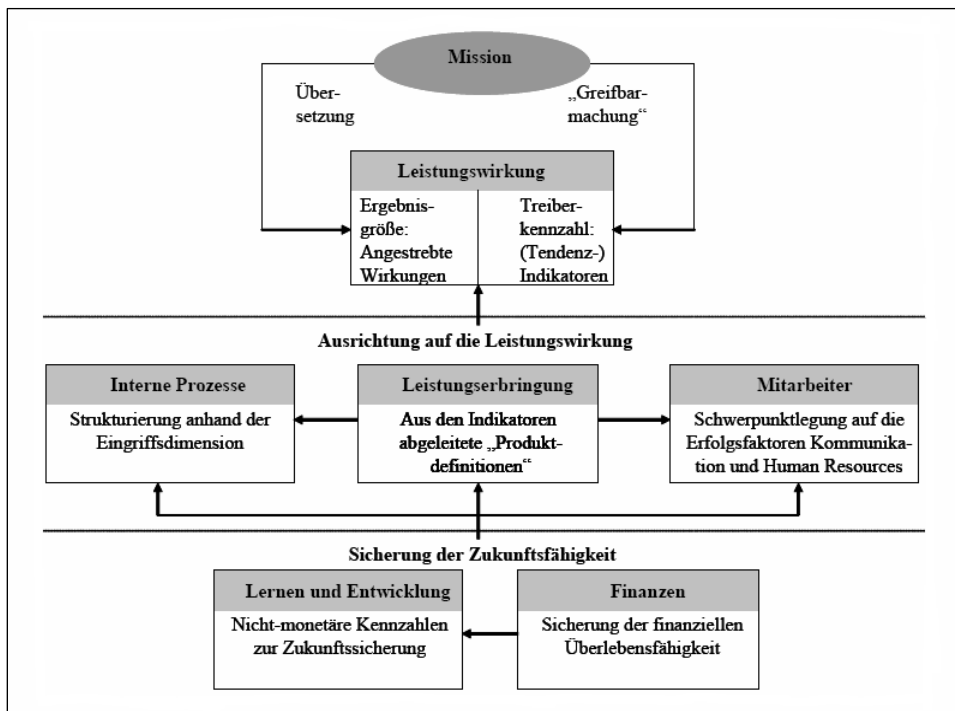 Mission
Über-
setzung
„Greifbar-
machung“
Leistungswirkung
Ergebnis-
größe:
Angestrebte
Wirkungen
Treiber-
kennzahl:
(Tendenz-)
Indikatoren
Ausrichtung auf die Leistungswirkung
Interne Prozesse
Strukturierung anhand der
Eingriffsdimension
Leistungserbringung
Aus den Indikatoren
abgeleitete „Produkt-
definitionen“
Mitarbeiter
Schwerpunktlegung auf die
Erfolgsfaktoren Kommunika-
tion und Human Resources
Sicherung der Zukunftsfähigkeit
Lernen und Entwicklung
Nicht-monetäre Kennzahlen
zur Zukunftssicherung
Finanzen
Sicherung der finanziellen
Überlebensfähigkeit